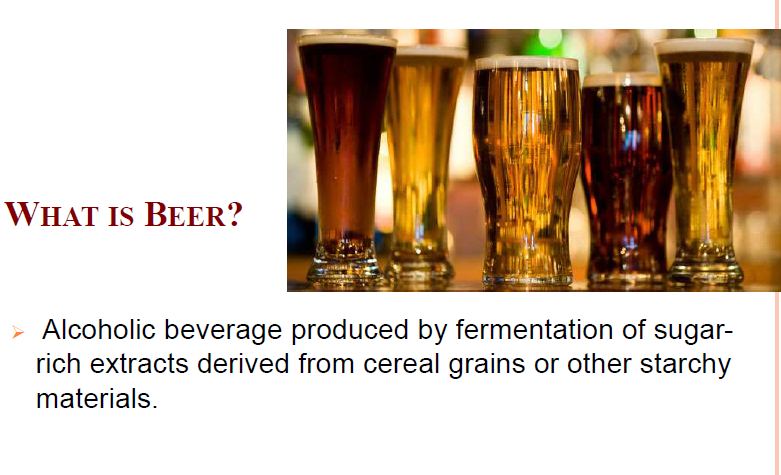 WHAT IS BEER?
Alcoholic beverage produced by fermentation of sugar-
rich extracts derived from cereal grains or other starchy
materials.